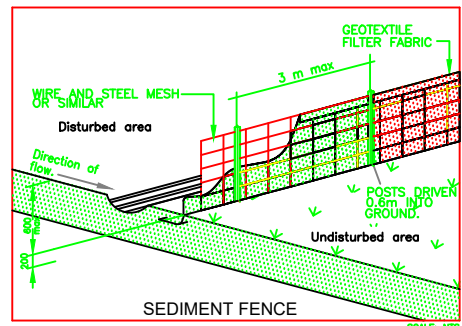 GEOTEXTILE
FILTER FABRIC
3 m max
WIRE AND STEEL MESH
OR SIMILAR
Disturbed area
Direction of
flow.
600
200
POSTS DRIVEN
0.6m INTO
GROUND.
Undisturbed area
SEDIMENT FENCE